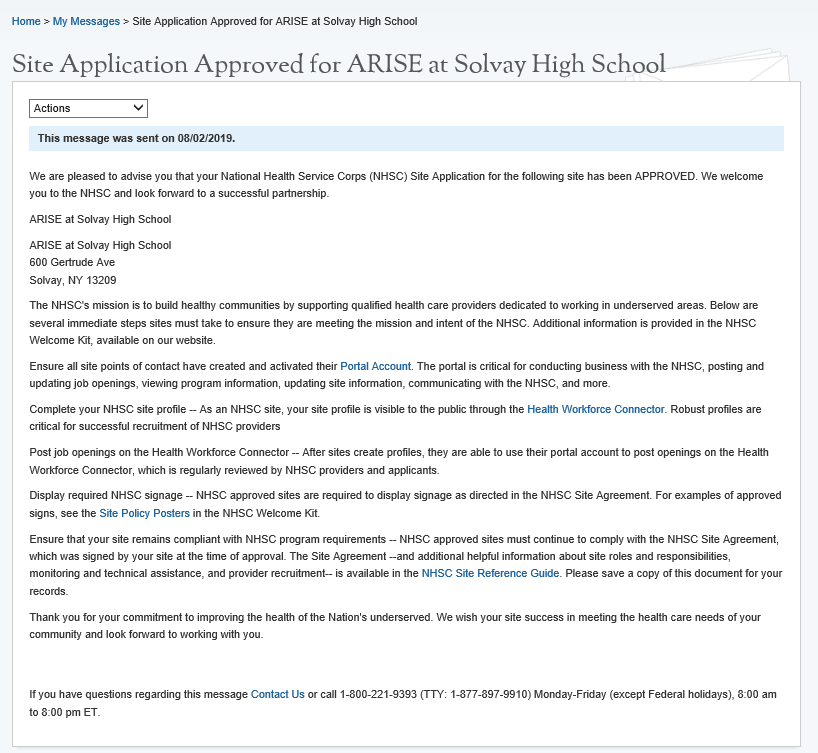 Home > My Messages > Site Application Approved for ARISE at Solvay High School
Site Application Approved for ARISE at Solvay High School
Actions
This message was sent on 08/02/2019.
We are pleased to advise you that your National Health Service Corps (NHSC) Site Application for the following site has been APPROVED. We welcome
you to the NHSC and look forward to a successful partnership.
ARISE at Solvay High School
ARISE at Solvay High School
600 Gertrude Ave
Solvay, NY 13209
The NHSC's mission is to build healthy communities by supporting qualified health care providers dedicated to working in underserved areas. Below are
several immediate steps sites must take to ensure they are meeting the mission and intent of the NHSC. Additional information is provided in the NHSC
Welcome Kit, available on our website.
Ensure all site points of contact have created and activated their Portal Account. The portal is critical for conducting business with the NHSC, posting and
updating job openings, viewing program information, updating site information, communicating with the NHSC, and more.
Complete your NHSC site profile -- As an NHSC site, your site profile is visible to the public through the Health Workforce Connector. Robust profiles are
critical for successful recruitment of NHSC providers
Post job openings on the Health Workforce Connector -- After sites create profiles, they are able to use their portal account to post openings on the Health
Workforce Connector, which is regularly reviewed by NHSC providers and applicants.
Display required NHSC signage -- NHSC approved sites are required to display signage as directed in the NHSC Site Agreement. For examples of approved
signs, see the Site Policy Posters in the NHSC Welcome Kit.
Ensure that your site remains compliant with NHSC program requirements -- NHSC approved sites must continue to comply with the NHSC Site Agreement,
which was signed by your site at the time of approval. The Site Agreement --and additional helpful information about site roles and responsibilities,
monitoring and technical assistance, and provider recruitment-- is available in the NHSC Site Reference Guide. Please save a copy of this document for your
records.
Thank you for your commitment to improving the health of the Nation's underserved. We wish your site success in meeting the health care needs of your
community and look forward to working with you.
If you have questions regarding this message Contact Us or call 1-800-221-9393 (TTY: 1-877-897-9910) Monday-Friday (except Federal holidays), 8:00 am
to 8:00 pm ET.